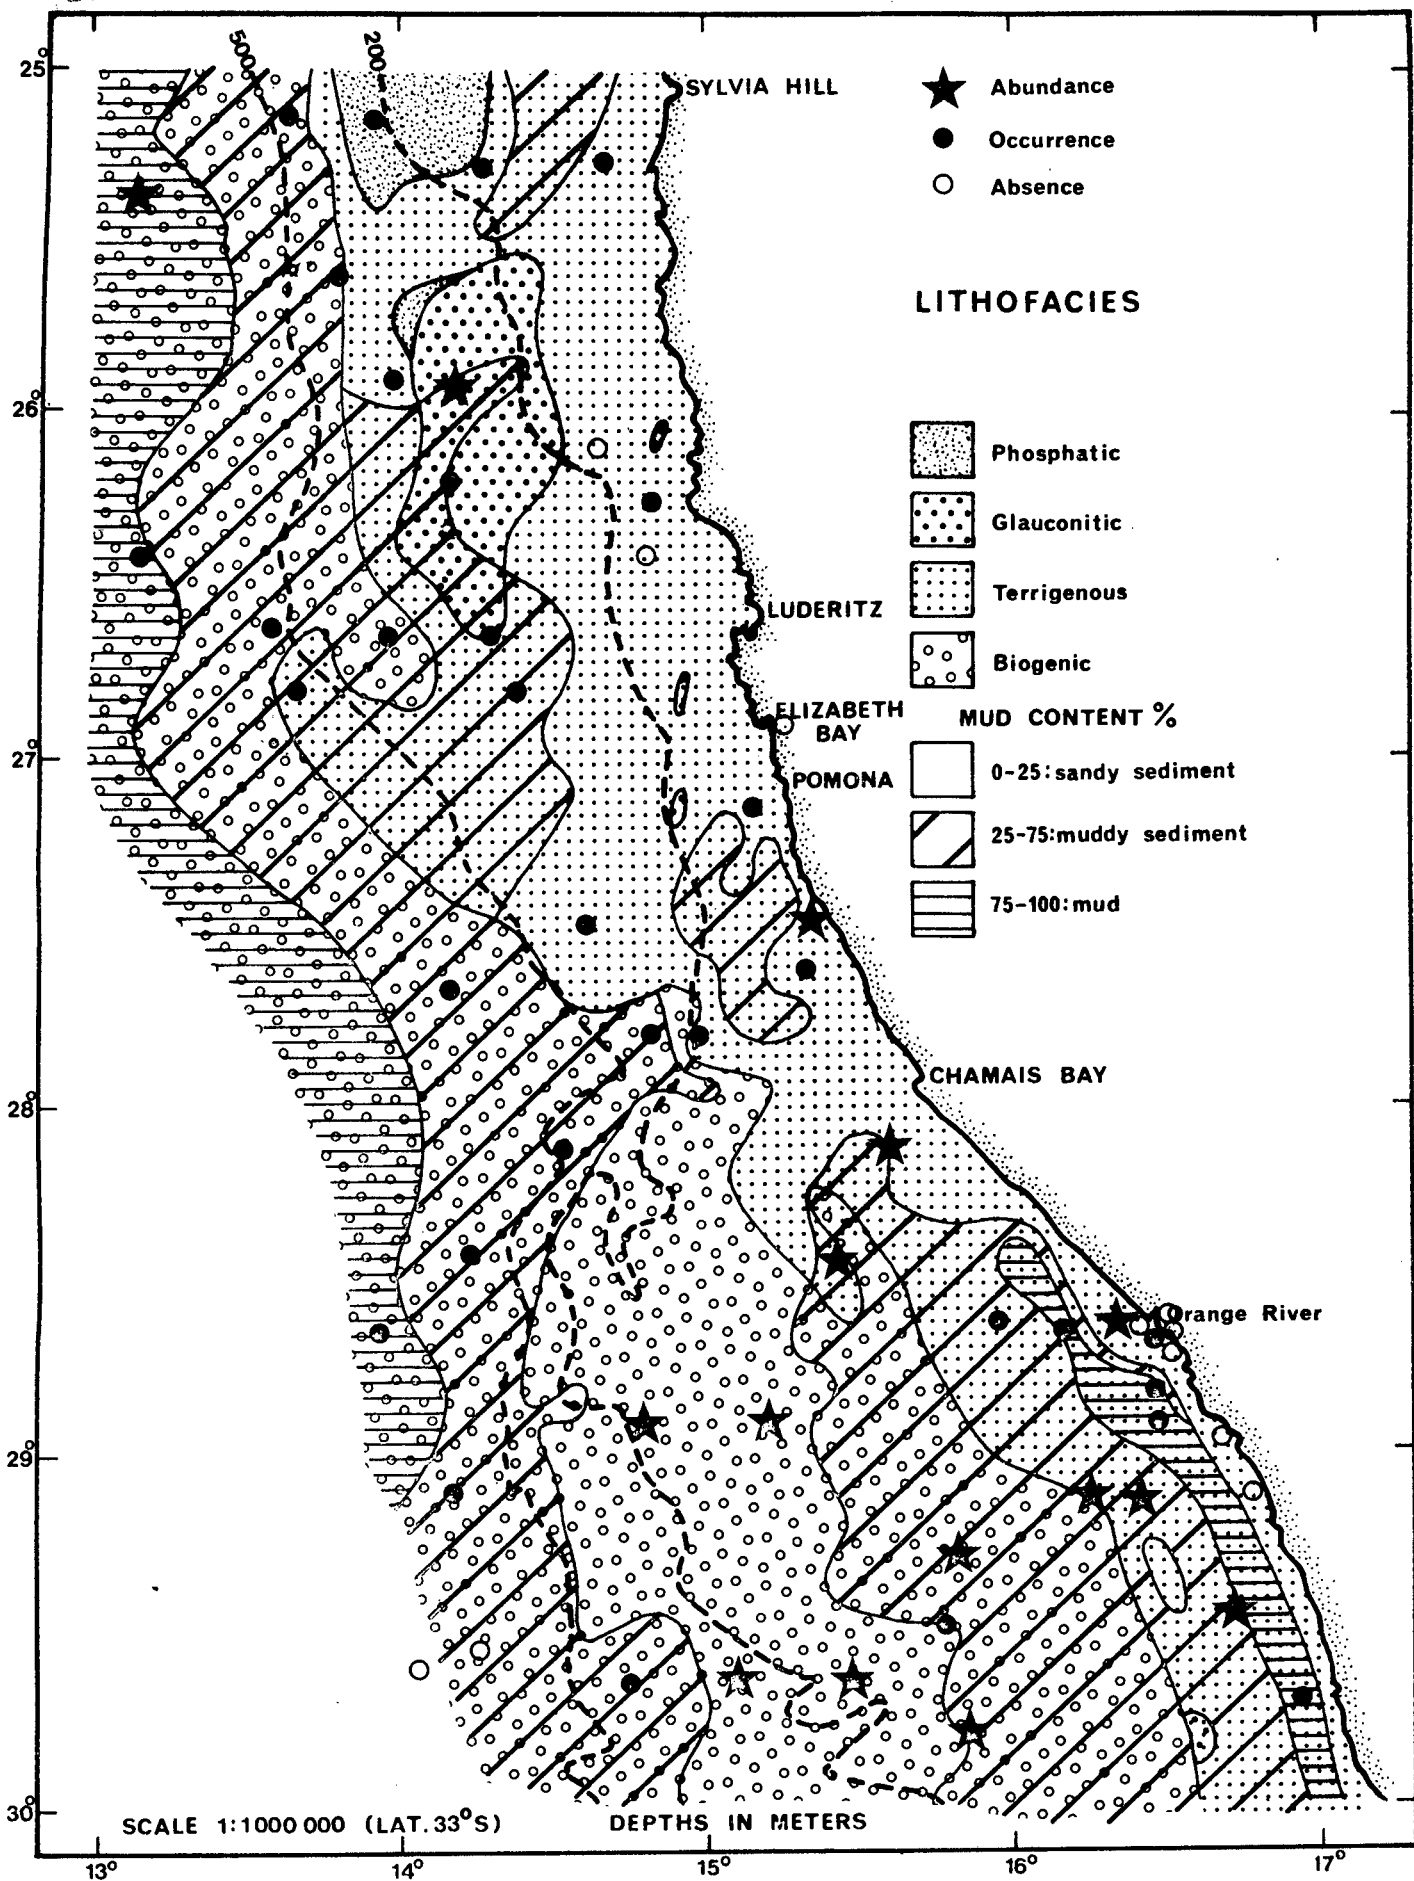 500
200
25°
SYLVIA HILL
Abundance
Occurrence
Absence
LITHOFACIES
26°
Phosphatic
Glauconitic
Terrigenous
LUDERITZ
Biogenic
ELIZABETH
BAY
MUD CONTENT %
27°
POMONA
0-25: sandy sediment
25-75: muddy sediment
75-100: mud
CHAMAIS BAY
28°
Orange River
29°
30°
SCALE 1:1000 000 (LAT. 33°S)
DEPTHS IN METERS
13°
14°
15°
16°
17°